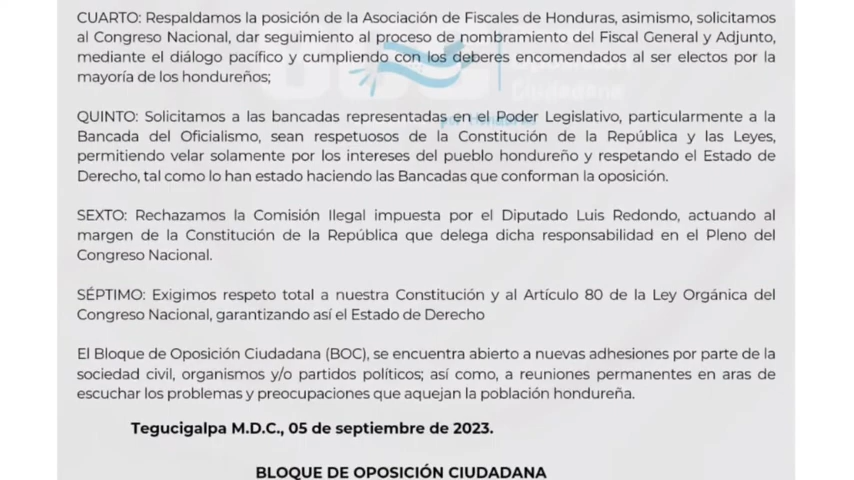 CUARTO: Respaldamos la posición de la Asociación de Fiscales de Honduras, asimismo, solicitamos
al Congreso Nacional, dar seguimiento al proceso de nombramiento del Fiscal General y Adjunto,
mediante el diálogo pacífico y cumpliendo con los deberes encomendados al ser electos por la
mayoría de los hondureños;
Ciudadana
QUINTO: Solicitamos a las bancadas representadas en el Poder Legislativo, particularmente a la
Bancada del Oficialismo, sean respetuosos de la Constitución de la República y las Leyes,
permitiendo velar solamente por los intereses del pueblo hondureño y respetando el Estado de
Derecho, tal como lo han estado haciendo las Bancadas que conforman la oposición.
SEXTO: Rechazamos la Comisión Ilegal impuesta por el Diputado Luis Redondo, actuando al
margen de la Constitución de la República que delega dicha responsabilidad en el Pleno del
Congreso Nacional.
SÉPTIMO: Exigimos respeto total a nuestra Constitución y al Artículo 80 de la Ley Orgánica del
Congreso Nacional, garantizando así el Estado de Derecho
El Bloque de Oposición Ciudadana (BOC), se encuentra abierto a nuevas adhesiones por parte de la
sociedad civil, organismos y/o partidos políticos; así como, a reuniones permanentes en aras de
escuchar los problemas y preocupaciones que aquejan la población hondureña.
Tegucigalpa M.D.C., 05 de septiembre de 2023.
BLOQUE DE OPOSICIÓN CIUDADANA